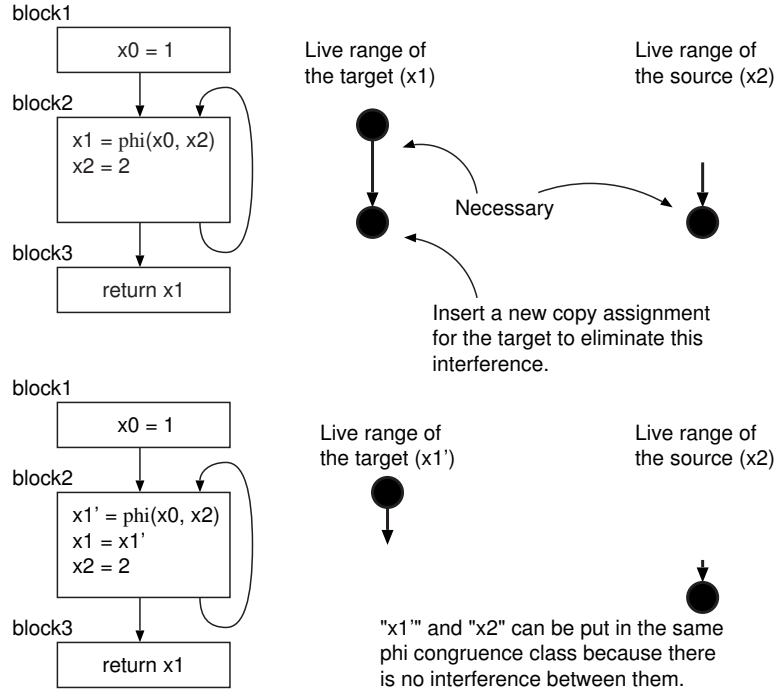 block1
x0 = 1
block2
x1 = phi(x0, x2)
x2 = 2
block3
return x1
Live range of
the target (x1)
Live range of
the source (x2)
Necessary
Insert a new copy assignment
for the target to eliminate this
interference.
block1
x0 = 1
block2
x1' = phi(x0, x2)
x1 = x1'
x2 = 2
block3
return x1
Live range of
the target (x1')
Live range of
the source (x2)
"x1'" and "x2" can be put in the same
phi congruence class because there
is no interference between them.